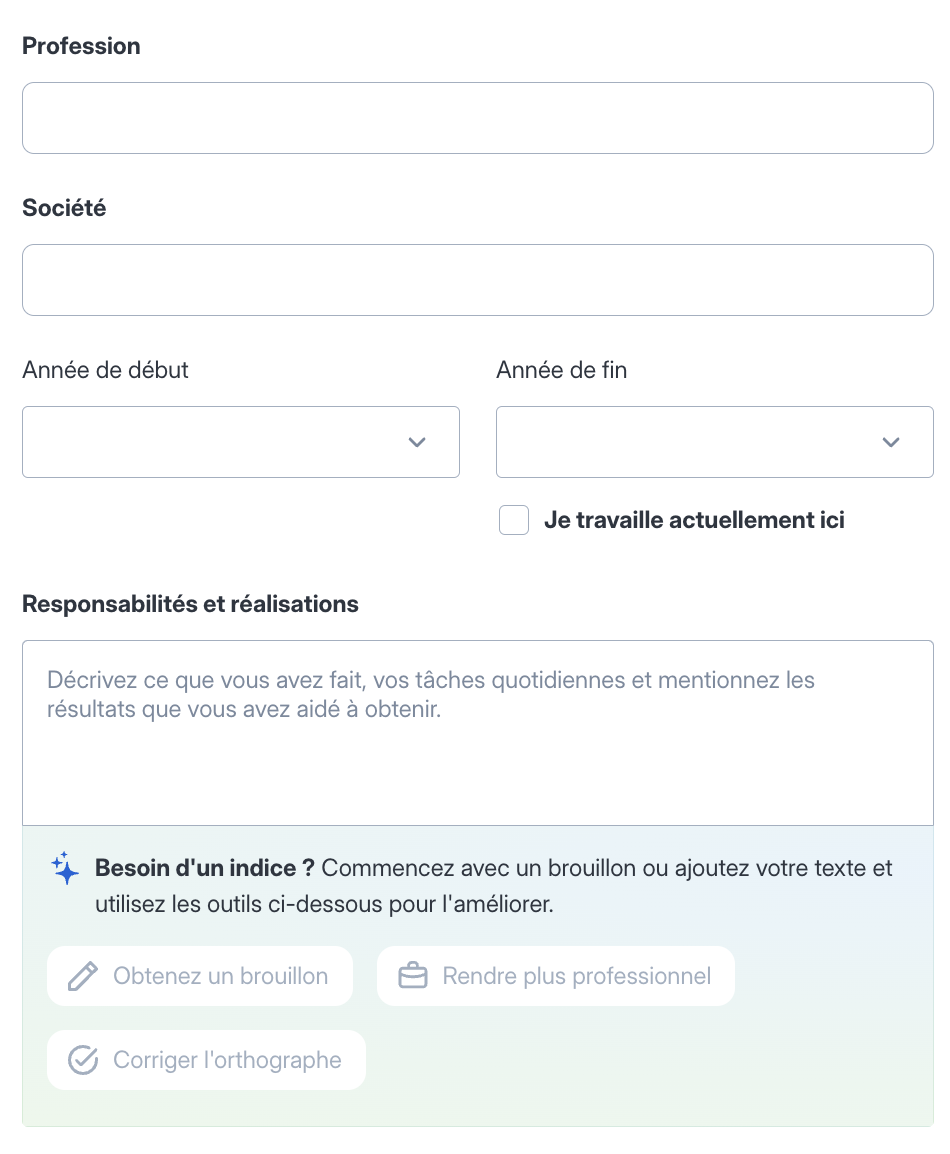 Profession
Société
Année de début
Année de fin
Je travaille actuellement ici
Responsabilités et réalisations
Décrivez ce que vous avez fait, vos tâches quotidiennes et mentionnez les
résultats que vous avez aidé à obtenir.
Besoin d'un indice ? Commencez avec un brouillon ou ajoutez votre texte et
utilisez les outils ci-dessous pour l'améliorer.
Obtenez un brouillon
Rendre plus professionnel
Corriger l'orthographe